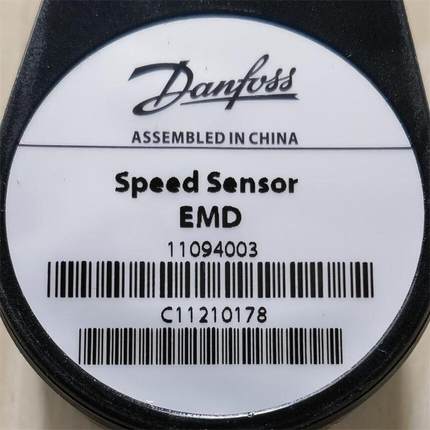 Danfoss
ASSEMBLED IN CHINA
Speed Sensor
EMD
11094003
C11210178